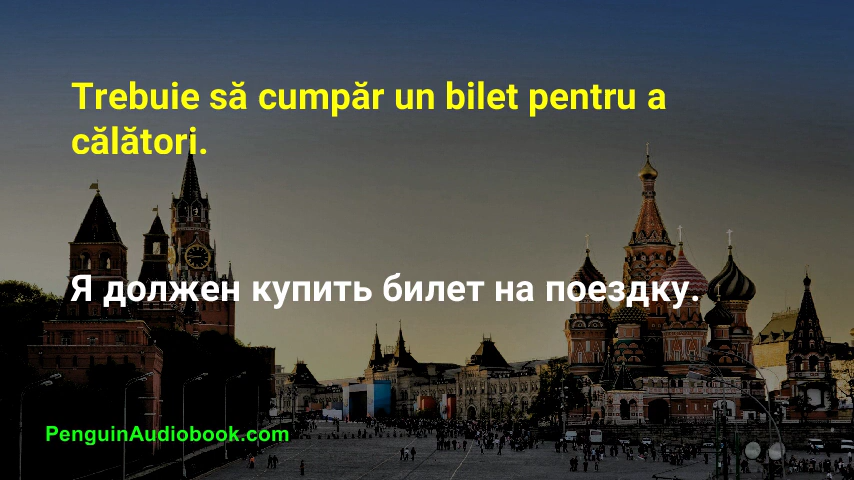 Trebuie să cumpăr un bilet pentru a
călători.
Я должен купить билет на поездку.
PenguinAudiobook.com